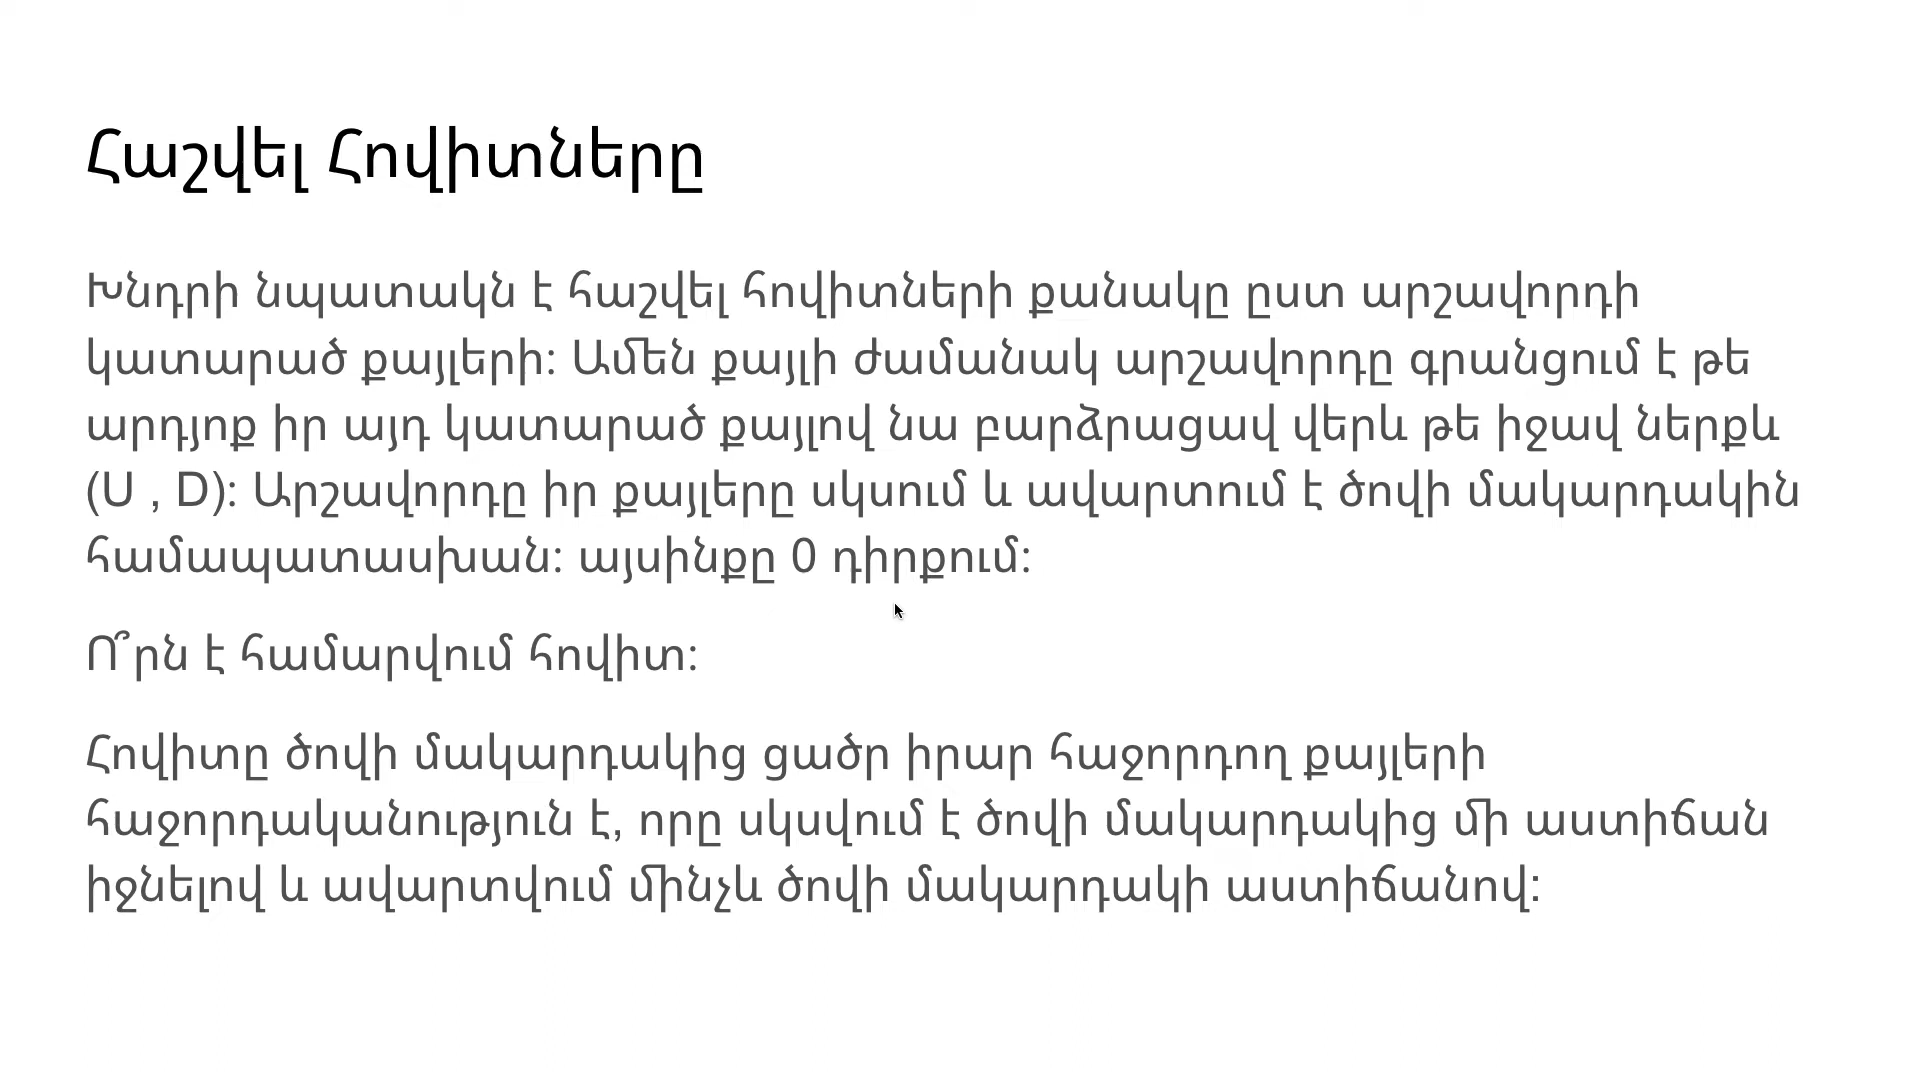 Հաշվել Հովիտները
Խնդրի նպատակն է հաշվել հովիտների քանակը ըստ արշավորդի
կատարած քայլերի: Ամեն քայլի ժամանակ արշավորդը գրանցում է թե
արդյոք իր այդ կատարած քայլով նա բարձրացավ վերև թե իջավ ներքև
(U , D): Արշավորդը իր քայլերը սկսում և ավարտում է ծովի մակարդակին
համապատասխան: այսինքը 0 դիրքում:
Ո՞րն է համարվում հովիտ:
Հովիտը ծովի մակարդակից ցածր իրար հաջորդող քայլերի
հաջորդականություն է, որը սկսվում է ծովի մակարդակից մի աստիճան
իջնելով և ավարտվում մինչև ծովի մակարդակի աստիճանով: